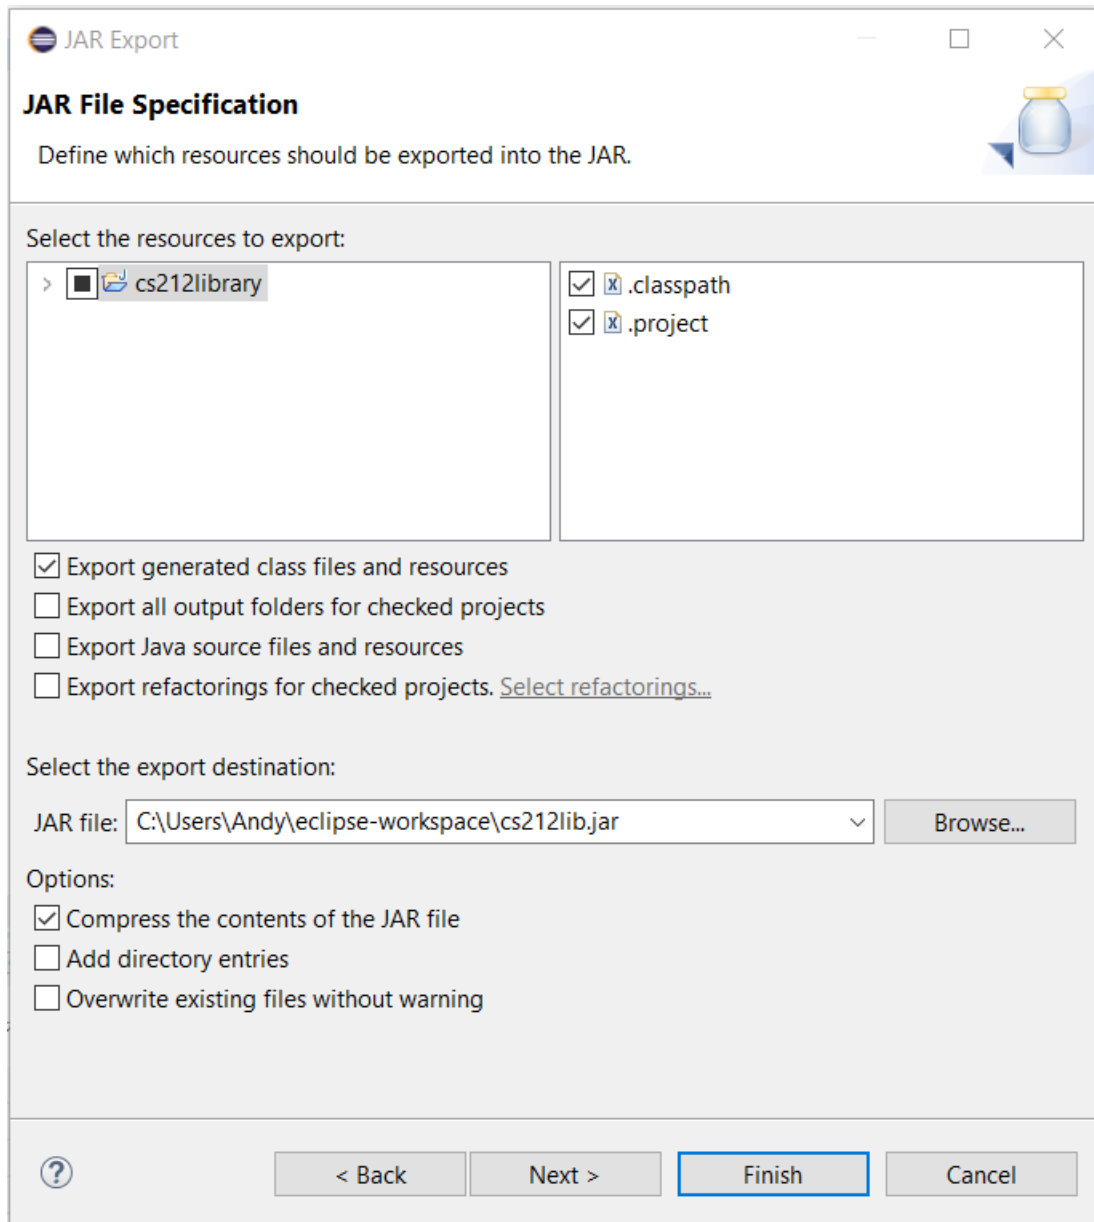 JAR Export
JAR File Specification
Define which resources should be exported into the JAR.
Select the resources to export:
cs212library
.classpath
.project
Export generated class files and resources
Export all output folders for checked projects
Export Java source files and resources
Export refactorings for checked projects. Select refactorings...
Select the export destination:
JAR file: C:\Users\Andy\eclipse-workspace\cs212lib.jar Browse...
Options:
Compress the contents of the JAR file
Add directory entries
Overwrite existing files without warning
? < Back Next > Finish Cancel